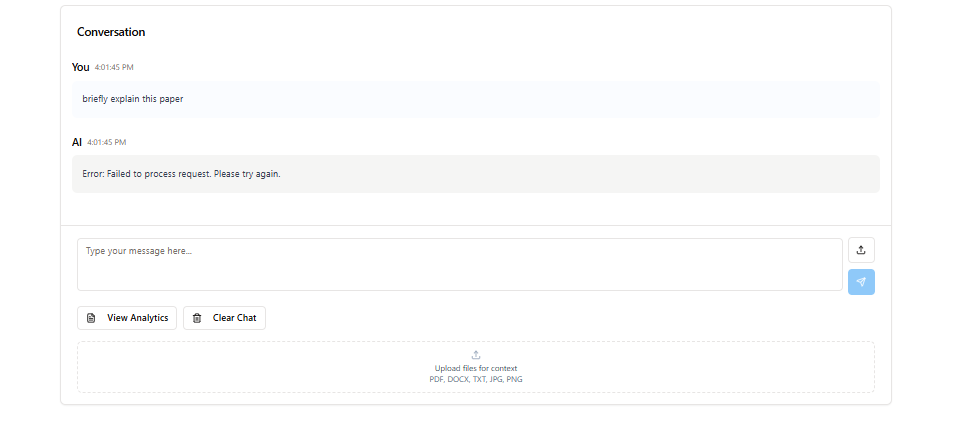 Conversation
You 4:01:45 PM
briefly explain this paper
AI 4:01:45 PM
Error: Failed to process request. Please try again.
Type your message here...
View Analytics
Clear Chat
Upload files for context
PDF, DOCX, TXT, JPG, PNG